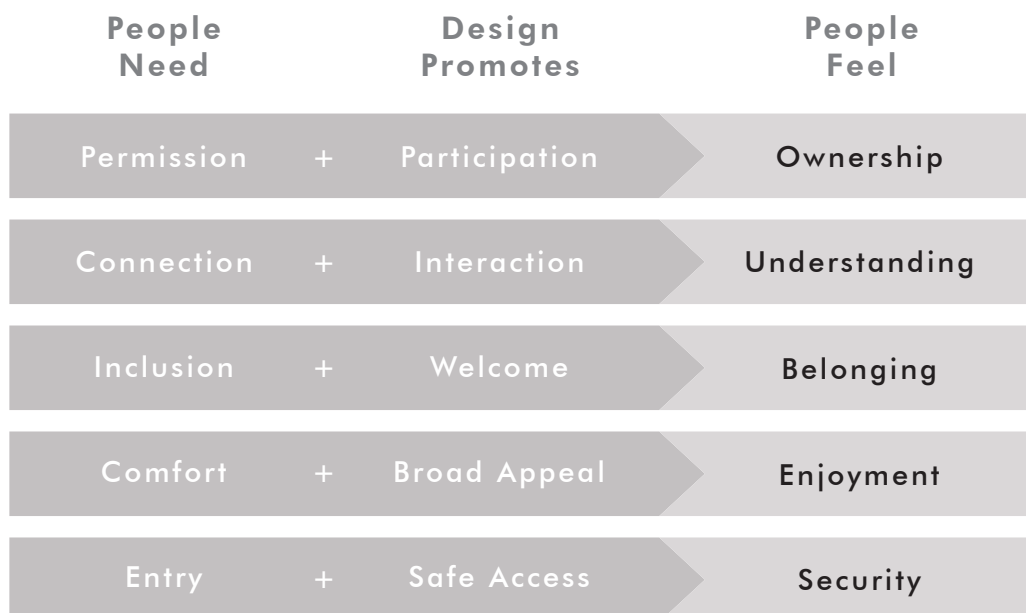 People Need
Design Promotes
People Feel
Permission + Participation Ownership
Connection + Interaction Understanding
Inclusion + Welcome Belonging
Comfort + Broad Appeal Enjoyment
Entry + Safe Access Security